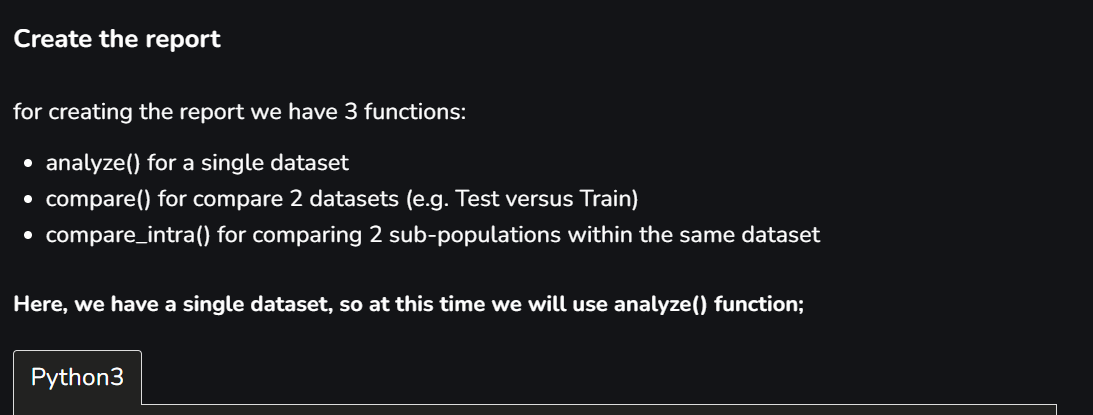 Create the report
for creating the report we have 3 functions:
• analyze() for a single dataset
• compare() for compare 2 datasets (e.g. Test versus Train)
• compare_intra() for comparing 2 sub-populations within the same dataset
Here, we have a single dataset, so at this time we will use analyze() function;
Python3